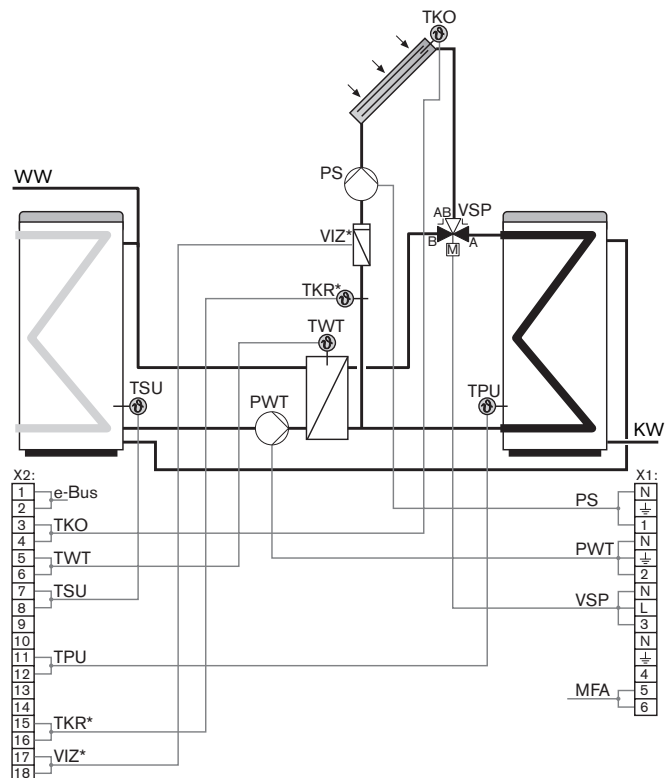 TKO
PS
WW
AB VSP
B A
M
VIZ*
TKR*
TWT
TSU
PWT
TPU
KW
X2:
1 e-Bus
2
3 TKO
4
5 TWT
6
7 TSU
8
9
10
11 TPU
12
13
14
15 TKR*
16
17 VIZ*
18
X1:
PS N
⏚
1
PWT N
⏚
2
VSP N
L
3
N
⏚
4
MFA 5
6